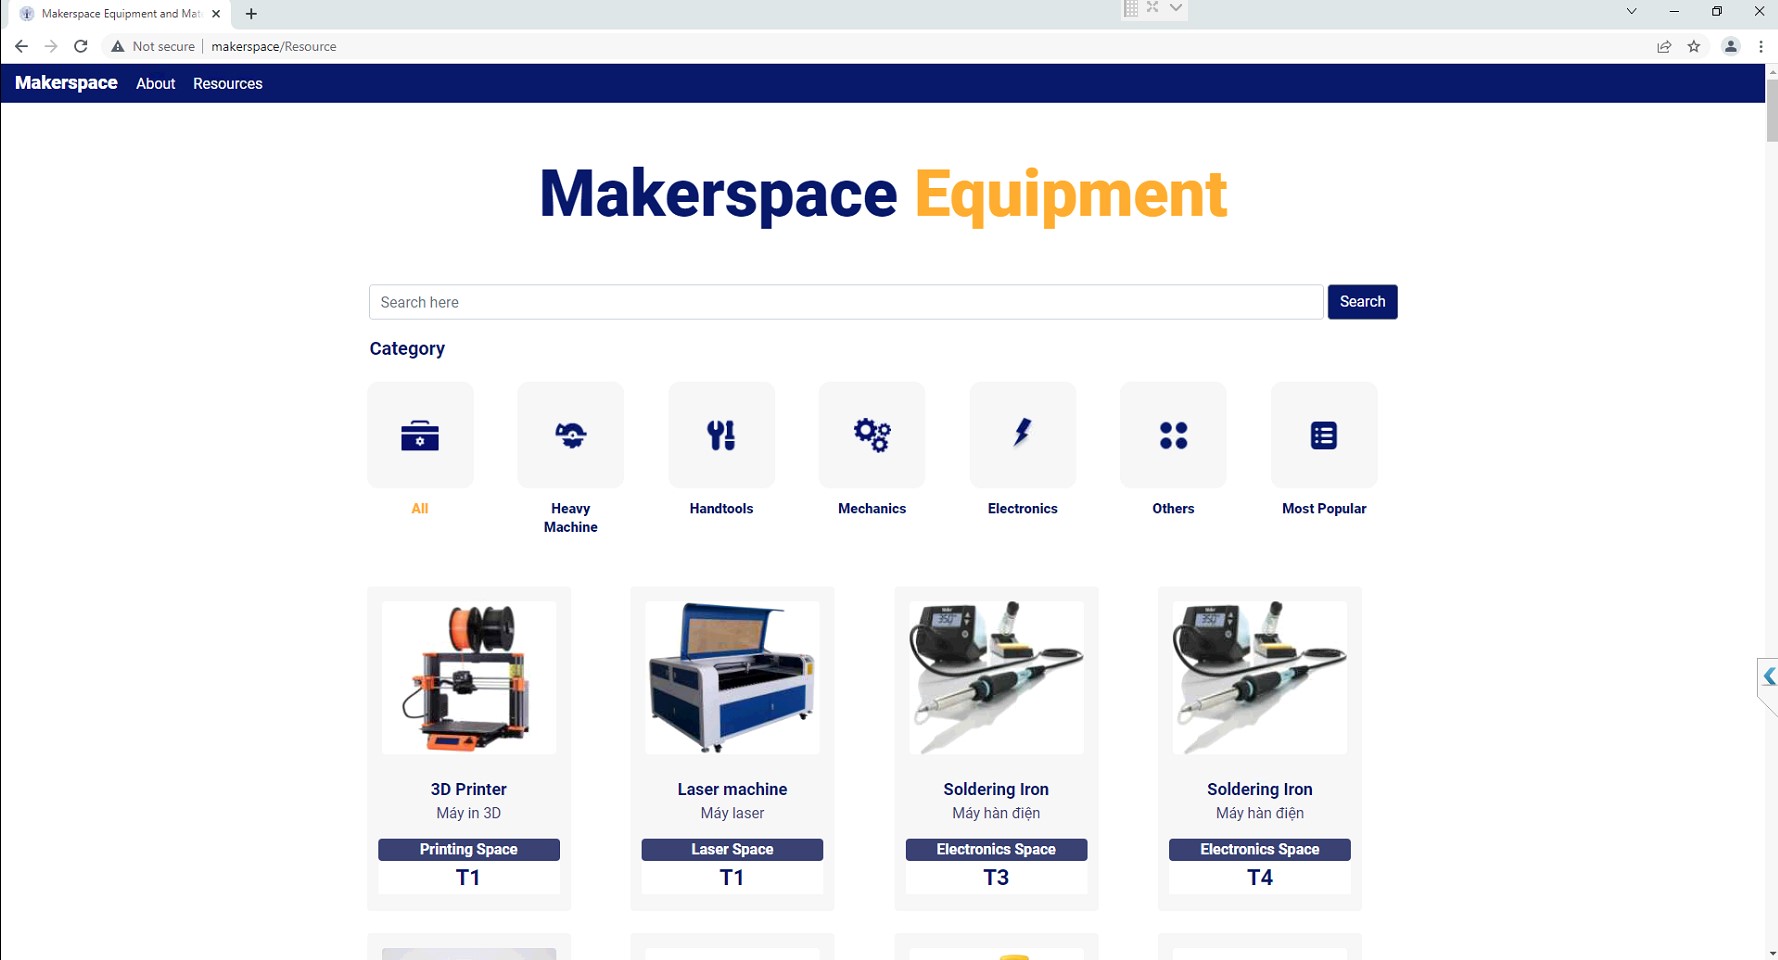 Makerspace Equipment and Mat
Not secure
makerspace/Resource
Makerspace About Resources
Makerspace Equipment
Search here
Search
Category
All
Heavy
Machine
Handtools
Mechanics
Electronics
Others
Most Popular
3D Printer
Máy in 3D
Printing Space
T1
Laser machine
Máy laser
Laser Space
T1
350
Soldering Iron
Máy hàn điện
Electronics Space
T3
350
Soldering Iron
Máy hàn điện
Electronics Space
T4